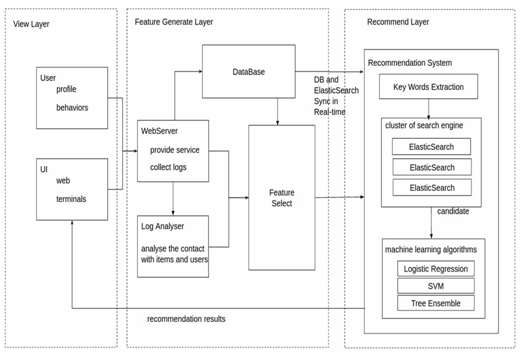 View Layer
Feature Generate Layer
Recommend Layer
User
profile
behaviors
UI
web
terminals
DataBase
WebServer
provide service
collect logs
Log Analyser
analyse the contact
with items and users
Feature
Select
DB and
ElasticSearch
Sync in
Real-time
Recommendation System
Key Words Extraction
cluster of search engine
ElasticSearch
ElasticSearch
ElasticSearch
candidate
machine learning algorithms
Logistic Regression
SVM
Tree Ensemble
recommendation results